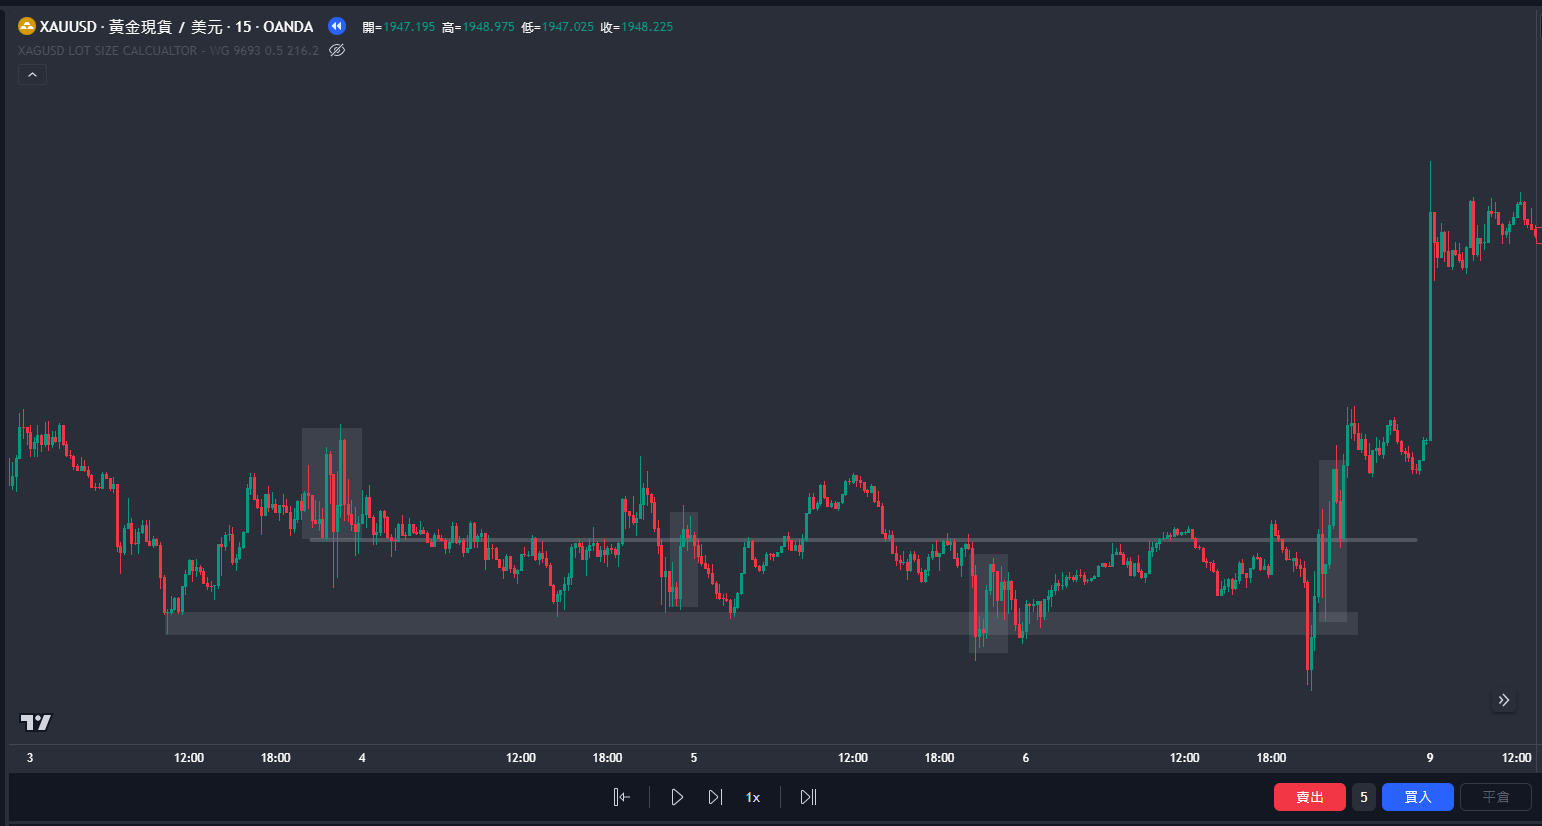 XAUUSD · 黃金現貨 / 美元 · 15 · OANDA 開=1947.195 高=1948.975 低=1947.025 收=1948.225
XAGUSD LOT SIZE CALCUALTOR - WG 9693 0.5 216.2
3 12:00 18:00 4 12:00 18:00 5 12:00 18:00 6 12:00 18:00 9 12:00
1x 賣出 5 買入 平倉